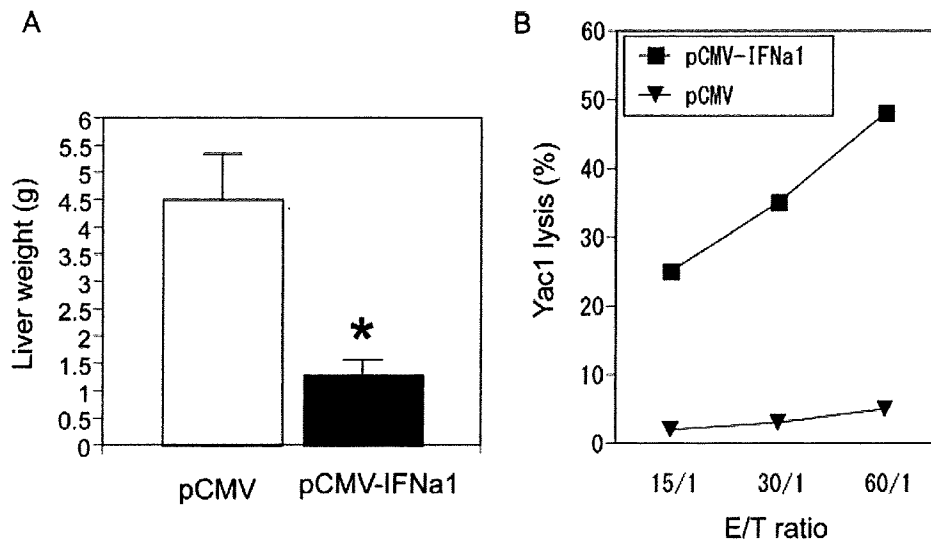 A
Liver weight (g)
6
5.5
5
4.5
4
3.5
3
2.5
2
1.5
1
0.5
0
*
pCMV
pCMV-IFNa1
B
Yac1 lysis (%)
60
50
40
30
20
10
0
pCMV-IFNa1
pCMV
15/1
30/1
60/1
E/T ratio